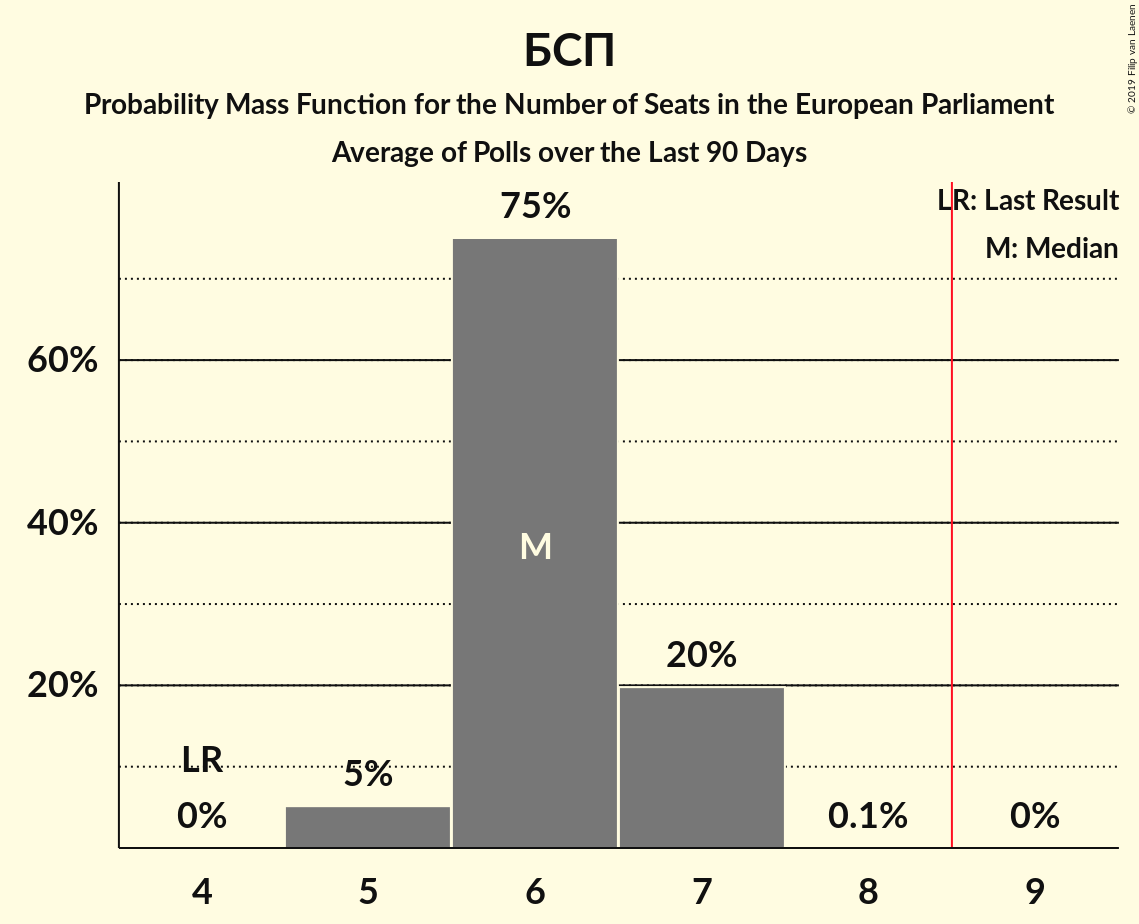 БСП
Probability Mass Function for the Number of Seats in the European Parliament
Average of Polls over the Last 90 Days
© 2019 Filip van Laenen
LR: Last Result
M: Median
75%
60%
M
40%
20%
20%
LR
5%
0%
0.1%
0%
4 5 6 7 8 9